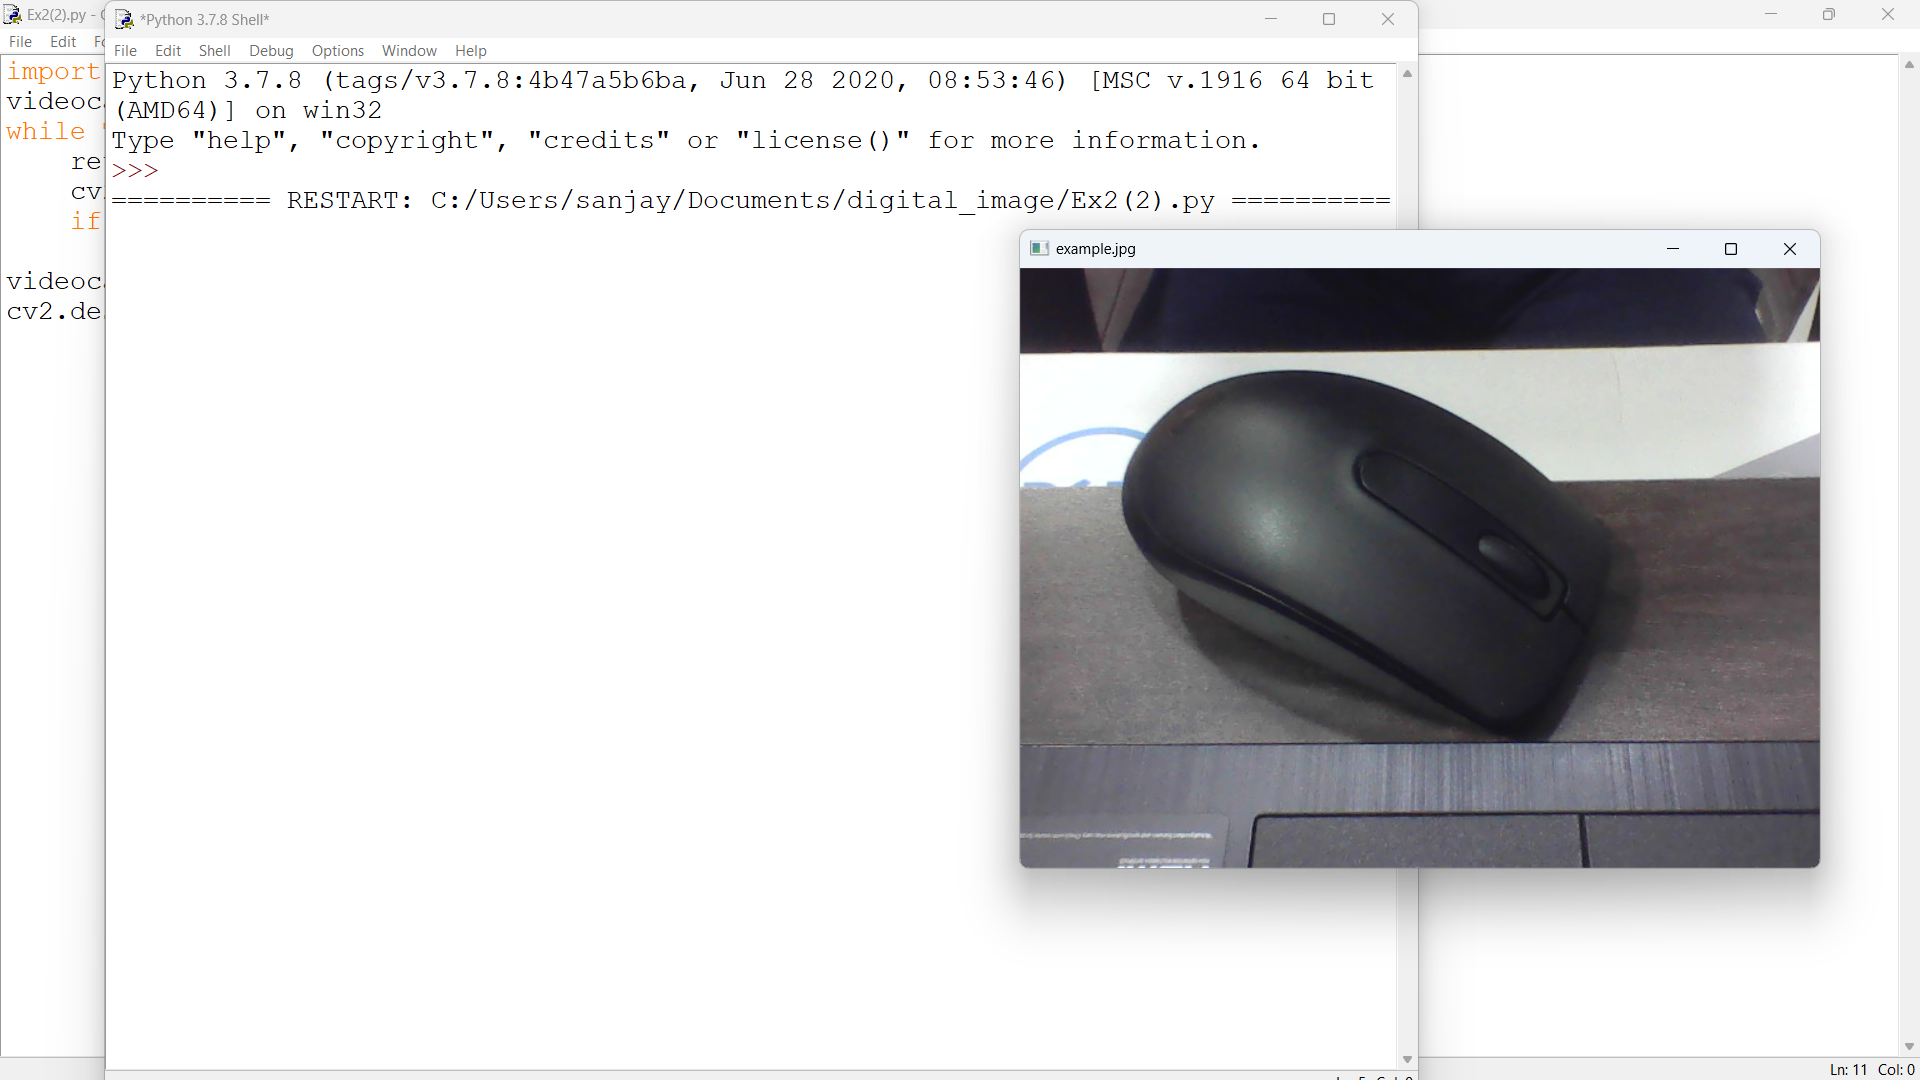 Ex2(2).py - 
File Edit Fo
import
videoca
while
ret
cv
if
videoca
cv2.de
*Python 3.7.8 Shell*
File Edit Shell Debug Options Window Help
Python 3.7.8 (tags/v3.7.8:4b47a5b6ba, Jun 28 2020, 08:53:46) [MSC v.1916 64 bit
(AMD64)] on win32
Type "help", "copyright", "credits" or "license()" for more information.
>>>
========== RESTART: C:/Users/sanjay/Documents/digital_image/Ex2(2).py ==========
example.jpg
Ln: 11 Col: 0